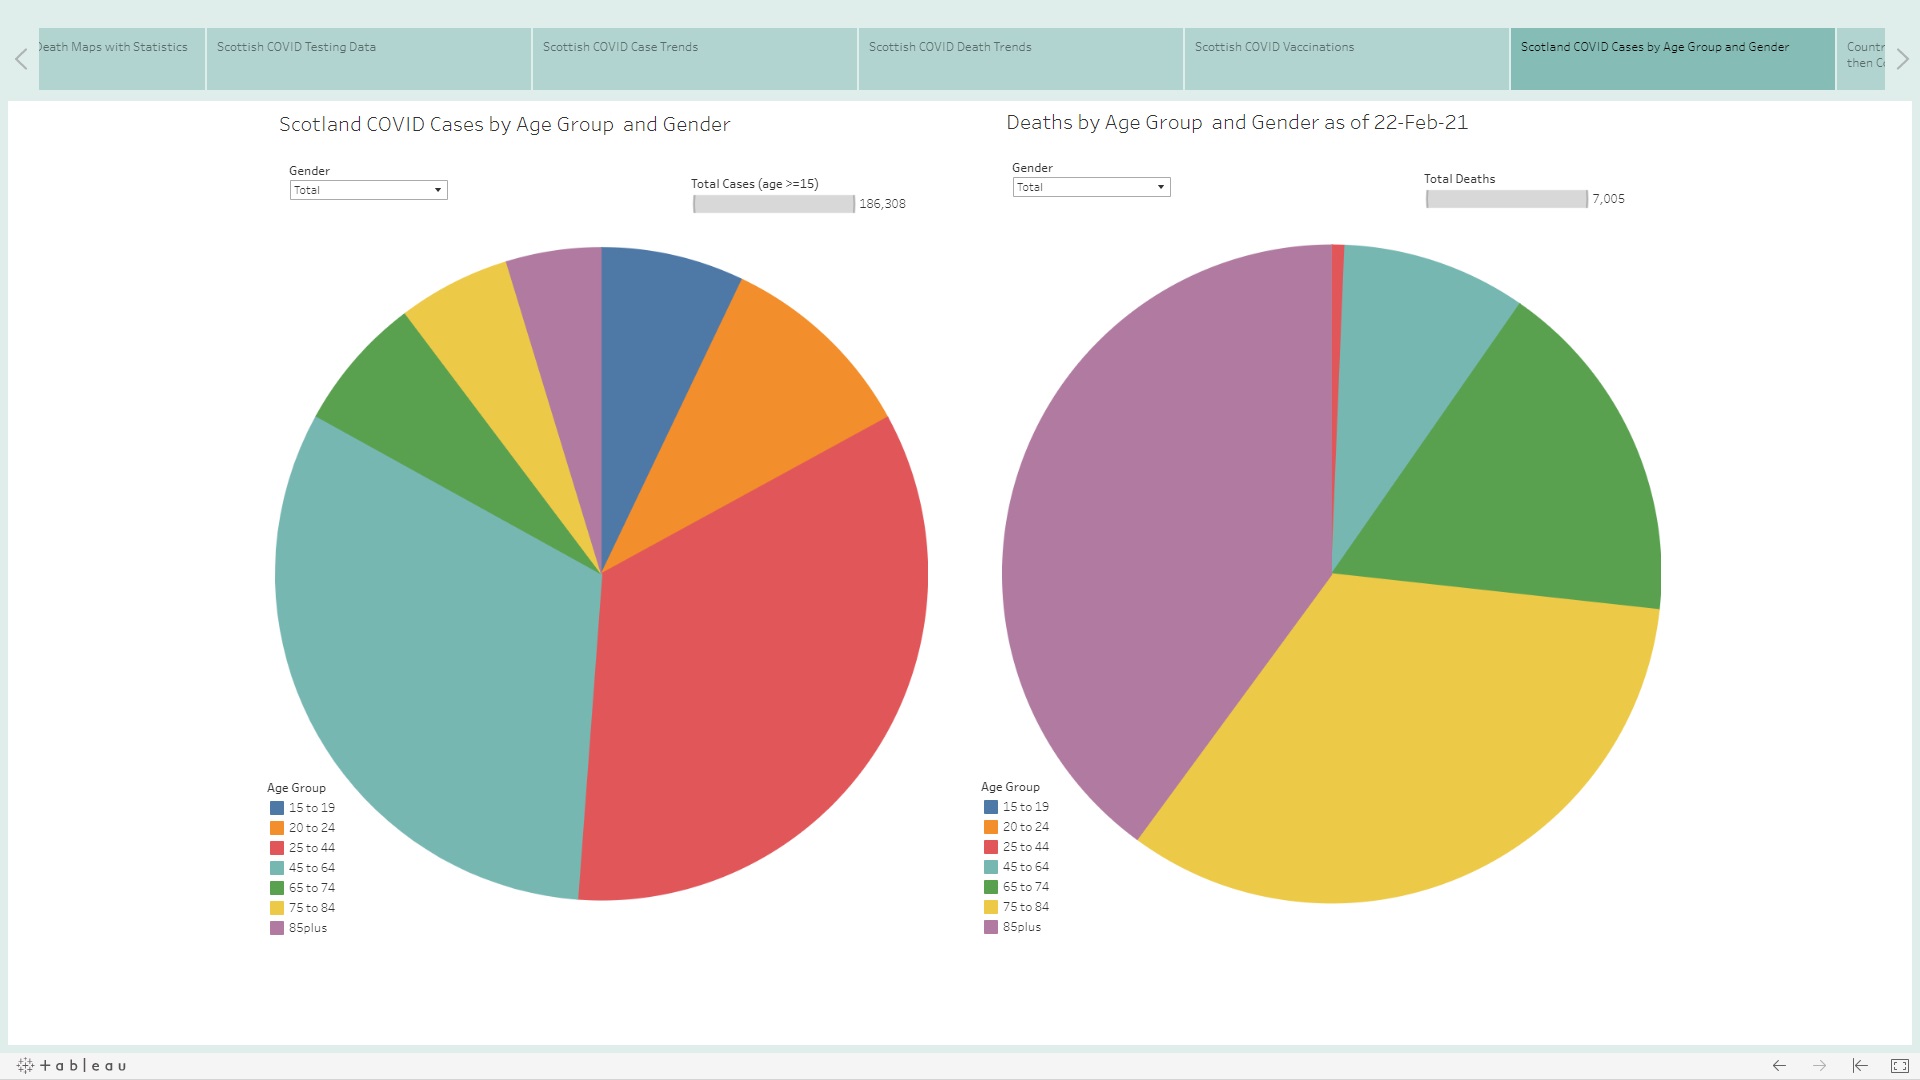 Death Maps with Statistics
Scottish COVID Testing Data
Scottish COVID Case Trends
Scottish COVID Death Trends
Scottish COVID Vaccinations
Scotland COVID Cases by Age Group and Gender
then
Scotland COVID Cases by Age Group and Gender
Gender
Total
Total Cases (age >=15)
186,308
Age Group
15 to 19
20 to 24
25 to 44
45 to 64
65 to 74
75 to 84
85plus
Deaths by Age Group and Gender as of 22-Feb-21
Gender
Total
Total Deaths
7,005
Age Group
15 to 19
20 to 24
25 to 44
45 to 64
65 to 74
75 to 84
85plus
+ableau